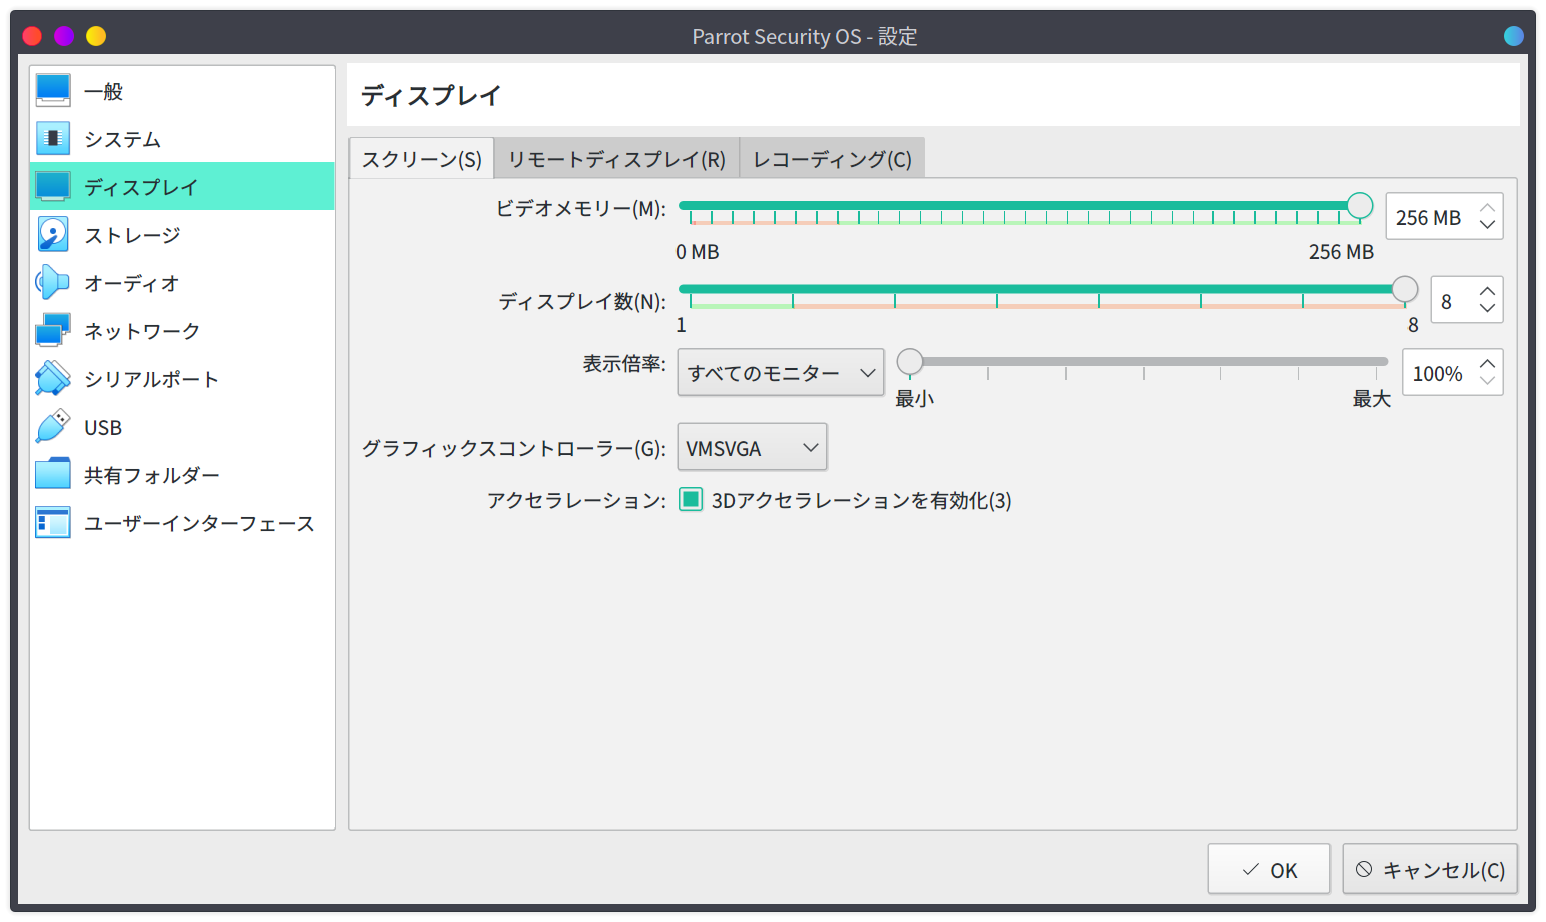 Parrot Security OS - 設定
一般
システム
ディスプレイ
ストレージ
オーディオ
ネットワーク
シリアルポート
USB
共有フォルダー
ユーザーインターフェース
ディスプレイ
スクリーン(S)
リモートディスプレイ(R)
レコーディング(C)
ビデオメモリー(M):
256 MB
0 MB
256 MB
ディスプレイ数(N):
8
1
8
表示倍率:
すべてのモニター
100%
最小
最大
グラフィックスコントローラー(G):
VMSVGA
アクセラレーション:
3Dアクセラレーションを有効化(3)
OK
キャンセル(C)